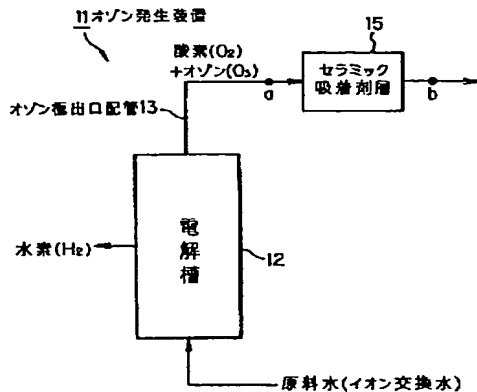 11オゾン発生装置
15
酸素(O2)
+オゾン(O3)
セラミック
吸着剤層
a
b
オゾン極出口配管13
電解槽
水素(H2)
12
原料水(イオン交換水)